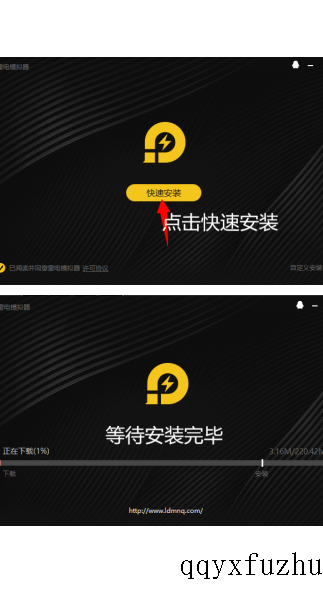 雷电模拟器
快速安装
点击快速安装
已阅读并同意雷电模拟器 许可协议
自定义安装
雷电模拟器
等待安装完毕
正在下载(1%)
3.16M/220.42M
下载
安装
http://www.ldmnq.com/
qqyxfuzhu